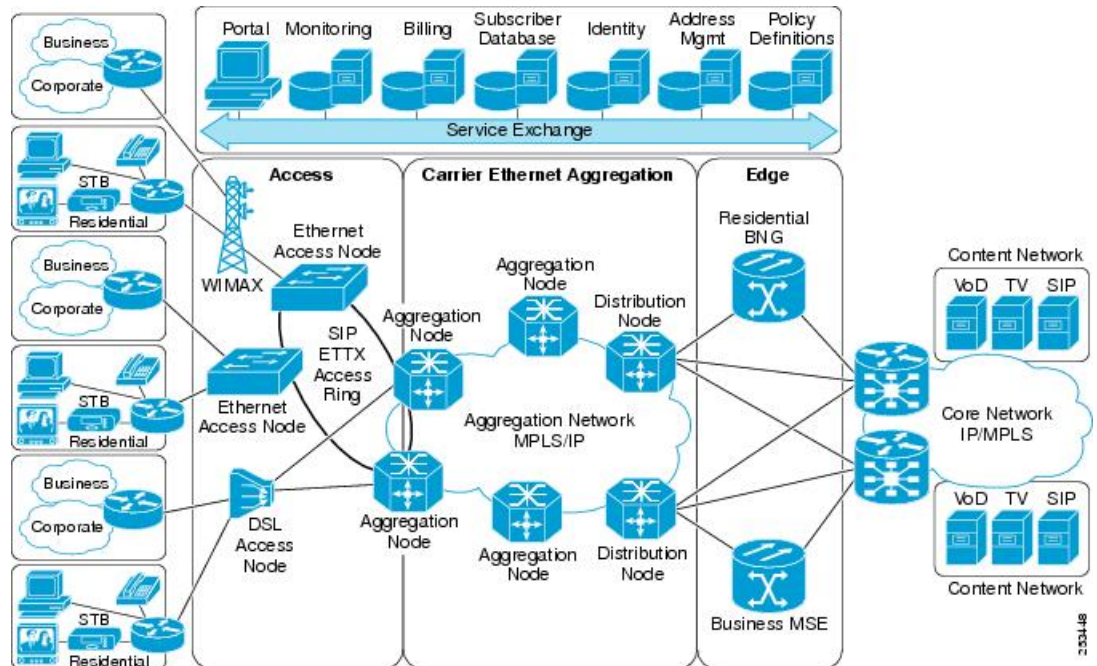 Business
Corporate
Portal
Monitoring
Billing
Subscriber
Database
Identity
Address
Mgmt
Policy
Definitions
Service Exchange
STB
Residential
Business
Corporate
STB
Residential
Business
Corporate
STB
Residential
Access
WIMAX
Ethernet
Access Node
SIP
ETTX
Access
Ring
Ethernet
Access Node
DSL
Access
Node
Carrier Ethernet Aggregation
Aggregation
Node
Aggregation
Node
Distribution
Node
Aggregation Network
MPLS/IP
Aggregation
Node
Aggregation
Node
Distribution
Node
Edge
Residential
BNG
Business MSE
Content Network
VoD TV SIP
Core Network
IP/MPLS
VoD TV SIP
Content Network
253448